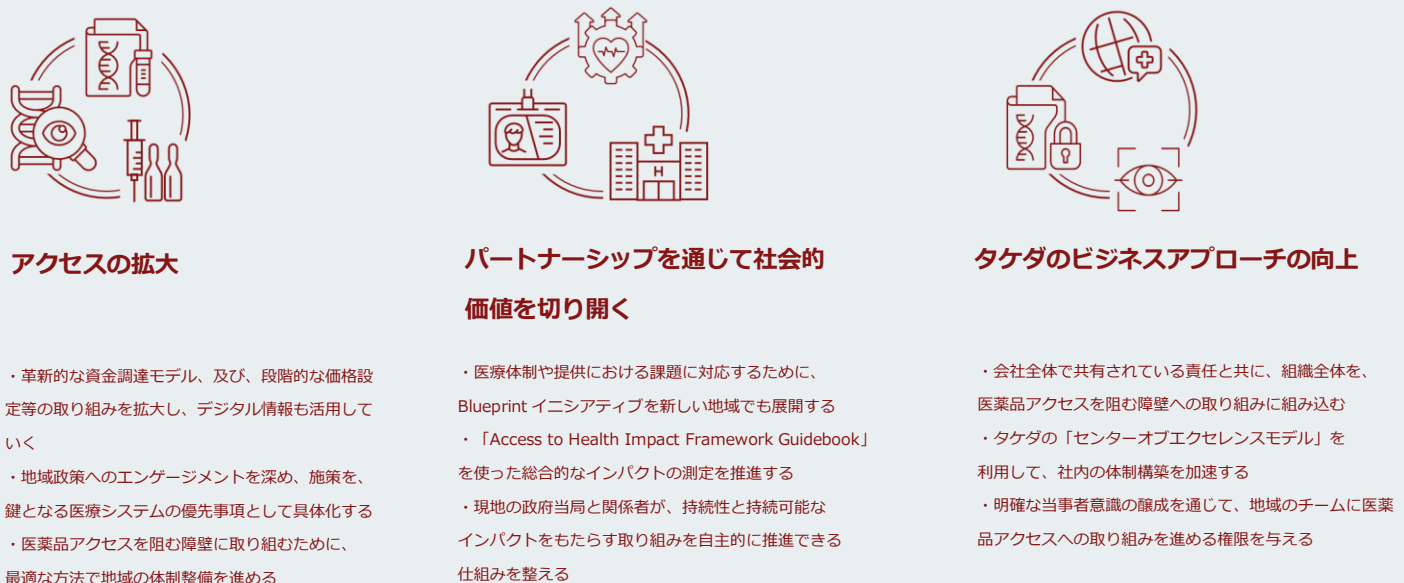 アクセスの拡大
・革新的な資金調達モデル、及び、段階的な価格設
定等の取り組みを拡大し、デジタル情報も活用して
いく
・地域政策へのエンゲージメントを深め、施策を、
鍵となる医療システムの優先事項として具体化する
・医薬品アクセスを阻む障壁に取り組むために、
最適な方法で地域の体制整備を進める
パートナーシップを通じて社会的
価値を切り開く
・医療体制や提供における課題に対応するために、
Blueprint イニシアティブを新しい地域でも展開する
・「Access to Health Impact Framework Guidebook」
を使った総合的なインパクトの測定を推進する
・現地の政府当局と関係者が、持続性と持続可能な
インパクトをもたらす取り組みを自主的に推進できる
仕組みを整える
タケダのビジネスアプローチの向上
・会社全体で共有されている責任と共に、組織全体を、
医薬品アクセスを阻む障壁への取り組みに組み込む
・タケダの「センターオブエクセレンスモデル」を
利用して、社内の体制構築を加速する
・明確な当事者意識の醸成を通じて、地域のチームに医薬
品アクセスへの取り組みを進める権限を与える
H